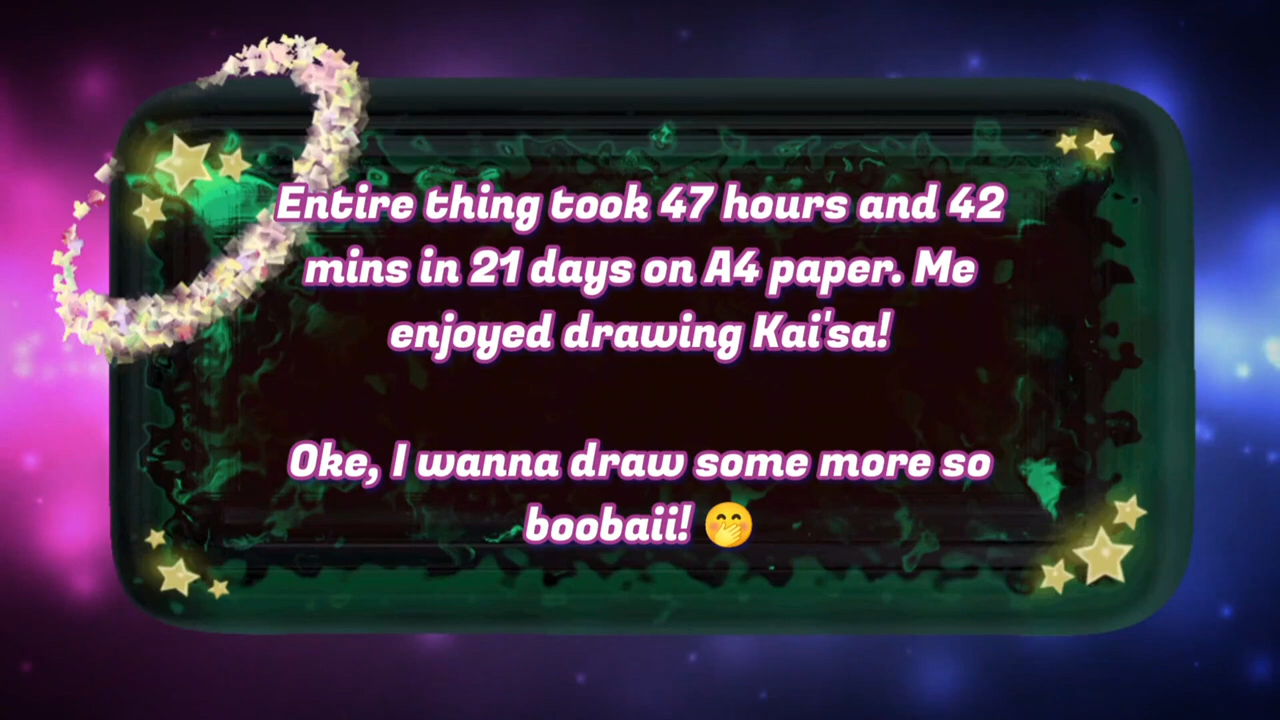 Entire thing took 47 hours and 42
mins in 21 days on A4 paper. Me
enjoyed drawing Kai'sa!
Oke, I wanna draw some more so
boobaii! 🤭